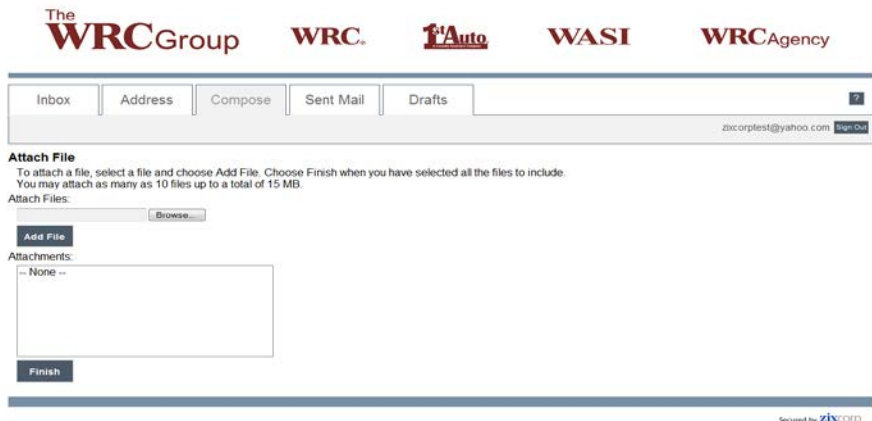 The
WRCGroup
WRC.
1st Auto
WASI
WRCAgency
Inbox
Address
Compose
Sent Mail
Drafts
?
zixcorptest@yahoo.com
Sign Out
Attach File
To attach a file, select a file and choose Add File. Choose Finish when you have selected all the files to include.
You may attach as many as 10 files up to a total of 15 MB.
Attach Files:
Browse...
Add File
Attachments:
-- None --
Finish
Secured by zixcorp